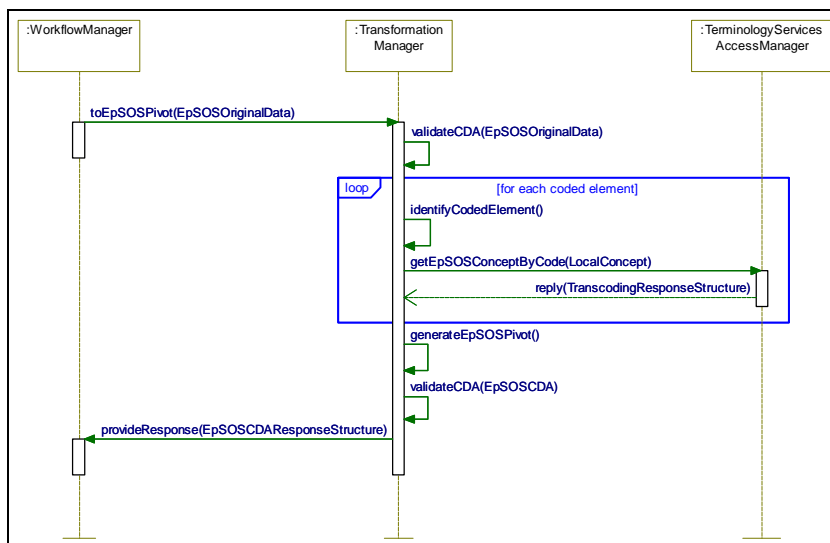 :WorkflowManager
:Transformation
Manager
:TerminologyServices
AccessManager
toEpSOSPivot(EpSOSOriginalData)
validateCDA(EpSOSOriginalData)
loop
[for each coded element]
identifyCodedElement()
getEpSOSConceptByCode(LocalConcept)
reply(TranscodingResponseStructure)
generateEpSOSPivot()
validateCDA(EpSOSCDA)
provideResponse(EpSOSCDAResponseStructure)